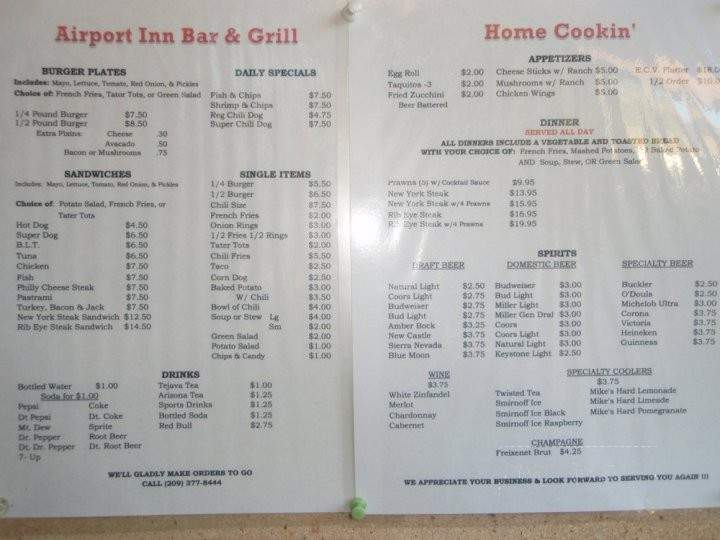 Airport Inn Bar & Grill
BURGER PLATES
Includes: Mayo, Lettuce, Tomato, Red Onion, & Pickles
Choice of: French Fries, Tator Tots, or Green Salad
1/4 Pound Burger $7.50
1/2 Pound Burger $8.50
Extra Fixins: Cheese .30
Avacado .50
Bacon or Mushrooms .75
DAILY SPECIALS
Fish & Chips $7.50
Shrimp & Chips $7.50
Reg Chili Dog $4.75
Super Chili Dog $7.50
SANDWICHES
Includes: Mayo, Lettuce, Tomato, Red Onion, & Pickles
Choice of: Potato Salad, French Fries, or
Tater Tots
Hot Dog $4.50
Super Dog $6.50
B.L.T. $6.50
Tuna $6.50
Chicken $7.50
Fish $7.50
Philly Cheese Steak $7.50
Pastrami $7.50
Turkey, Bacon & Jack $7.50
New York Steak Sandwich $12.50
Rib Eye Steak Sandwich $14.50
SINGLE ITEMS
1/4 Burger $5.50
1/2 Burger $6.50
Chili Size $7.50
French Fries $2.00
Onion Rings $3.00
1/2 Fries 1/2 Rings $3.00
Tater Tots $2.00
Chili Fries $5.50
Taco $2.50
Corn Dog $2.50
Baked Potato $3.00
W/ Chili $3.50
Bowl of Chili $4.00
Soup or Stew Lg $4.00
Sm $2.00
Green Salad $2.00
Potato Salad $1.00
Chips & Candy $1.00
DRINKS
Bottled Water $1.00
Soda for $1.00
Pepsi Coke
Dt Pepsi Dt. Coke
Mt. Dew Sprite
Dr. Pepper Root Beer
Dt. Dr. Pepper Dt. Root Beer
7- Up
Tejava Tea $1.00
Arizona Tea $1.25
Sports Drinks $1.25
Bottled Soda $1.25
Red Bull $2.75
WE'LL GLADLY MAKE ORDERS TO GO
CALL (209) 377-8444
Home Cookin'
APPETIZERS
Egg Roll $2.00
Taquitos -3 $2.00
Fried Zucchini $2.00
Beer Battered
Cheese Sticks w/ Ranch $5.00
Mushrooms w/ Ranch $5.00
Chicken Wings $5.00
E.C.V. Platter
1/2 Order
DINNER
SERVED ALL DAY
ALL DINNERS INCLUDE A VEGETABLE AND TOASTED BREAD
WITH YOUR CHOICE OF: French Fries, Mashed Potatoes, Baked Potato
AND Soup, Stew, OR Green Salad
Prawns (5) w/ Cocktail Sauce $9.95
New York Steak $13.95
New York Steak w/4 Prawns $15.95
Rib Eye Steak $16.95
Rib Eye Steak w/4 Prawns $19.95
SPIRITS
DRAFT BEER
Natural Light $2.50
Coors Light $2.75
Budweiser $2.75
Bud Light $2.75
Amber Bock $3.25
New Castle $3.75
Sierra Nevada $3.75
Blue Moon $3.75
DOMESTIC BEER
Budweiser $3.00
Bud Light $3.00
Miller Light $3.00
Miller Gen Dral $3.00
Coors $3.00
Coors Light $3.00
Natural Light $3.00
Keystone Light $2.50
SPECIALTY BEER
Buckler $2.50
O'Douls $2.50
Michelob Ultra $3.00
Corona $3.75
Victoria $3.75
Heineken $3.75
Guinness $3.75
WINE
$3.75
White Zinfandel
Merlot
Chardonnay
Cabernet
SPECIALTY COOLERS
$3.75
Twisted Tea
Smirnoff Ice
Smirnoff Ice Black
Smirnoff Ice Raspberry
Mike's Hard Lemonade
Mike's Hard Limeade
Mike's Hard Pomegranate
CHAMPAGNE
Freixenet Brut $4.25
WE APPRECIATE YOUR BUSINESS & LOOK FORWARD TO SERVING YOU AGAIN !!!